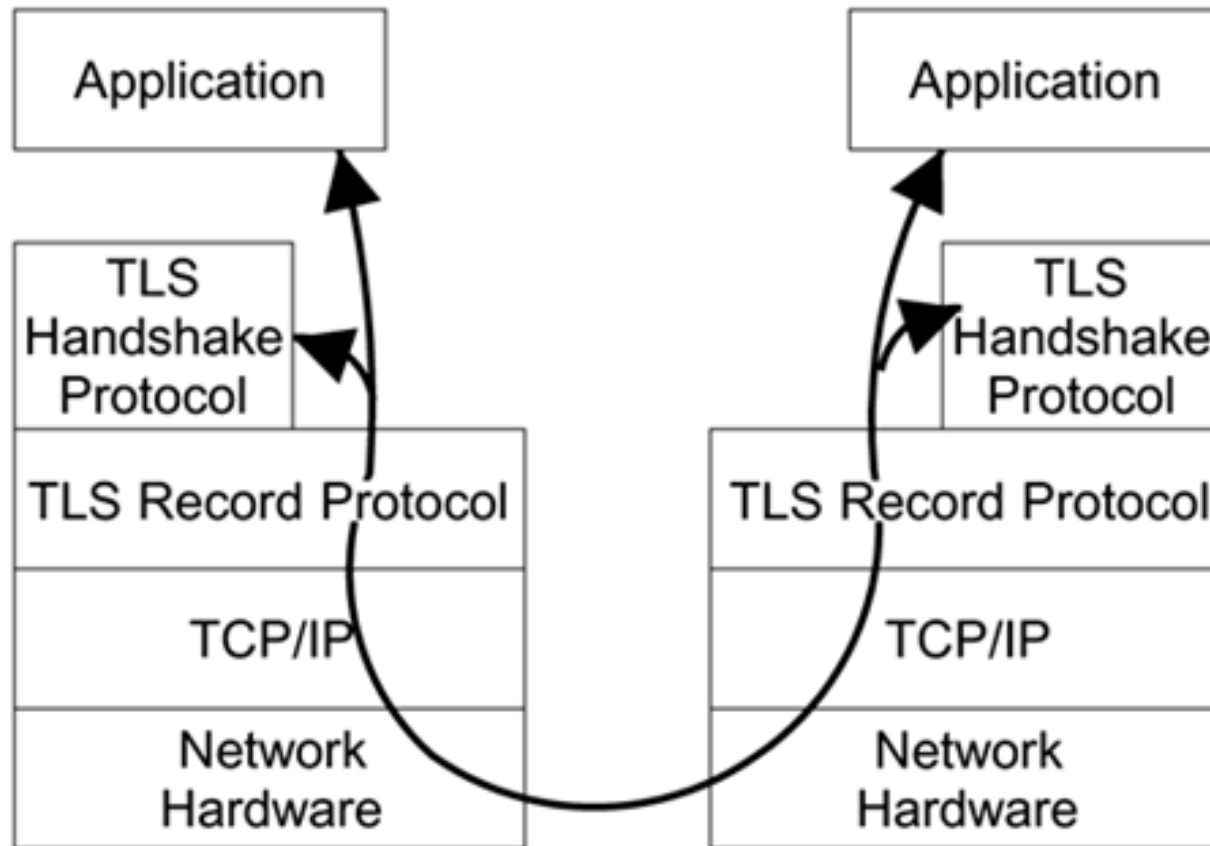 Application
TLS
Handshake
Protocol
TLS Record Protocol
TCP/IP
Network
Hardware
Application
TLS
Handshake
Protocol
TLS Record Protocol
TCP/IP
Network
Hardware